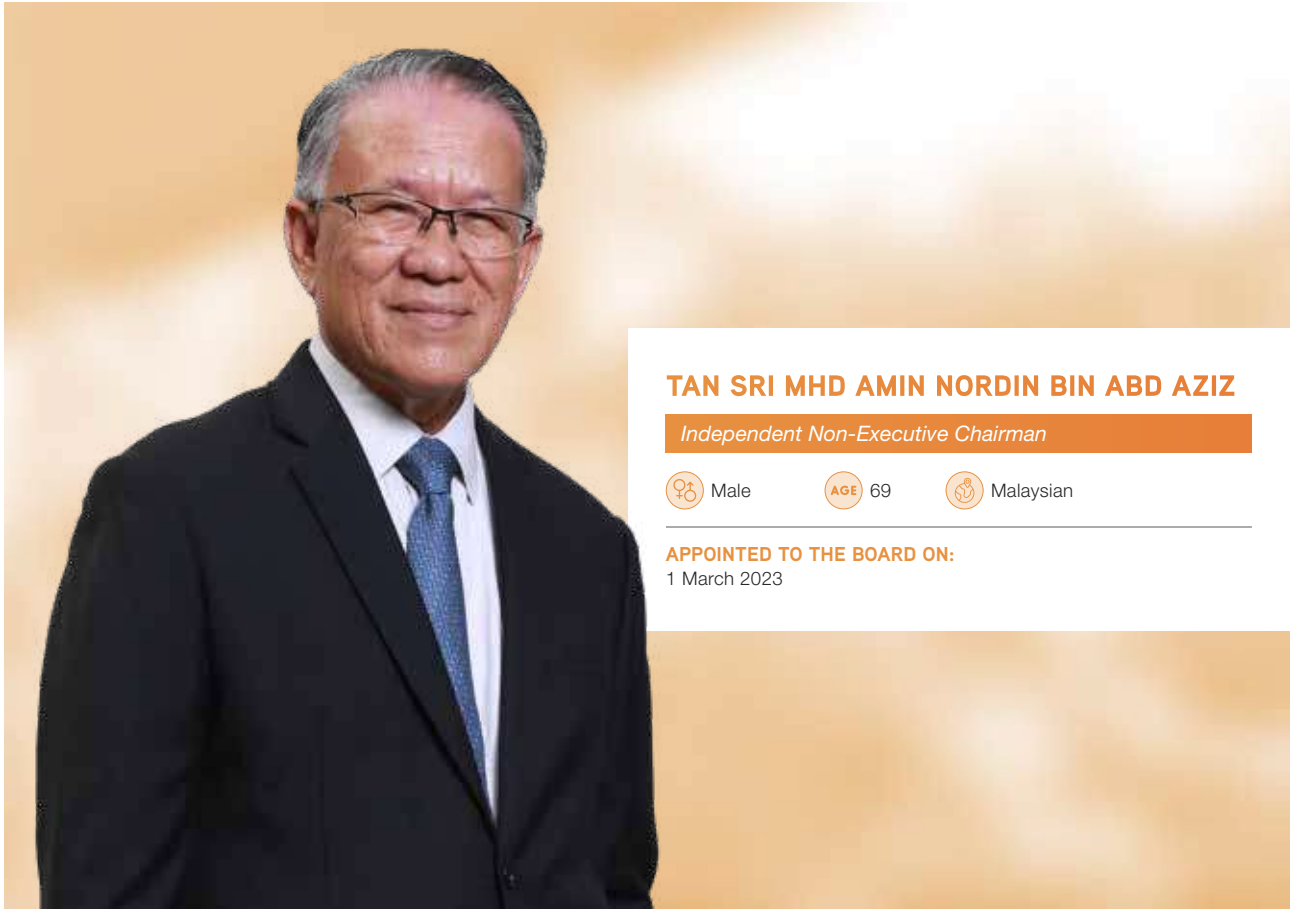 TAN SRI MHD AMIN NORDIN BIN ABD AZIZ
Independent Non-Executive Chairman
Male AGE 69 Malaysian
APPOINTED TO THE BOARD ON:
1 March 2023